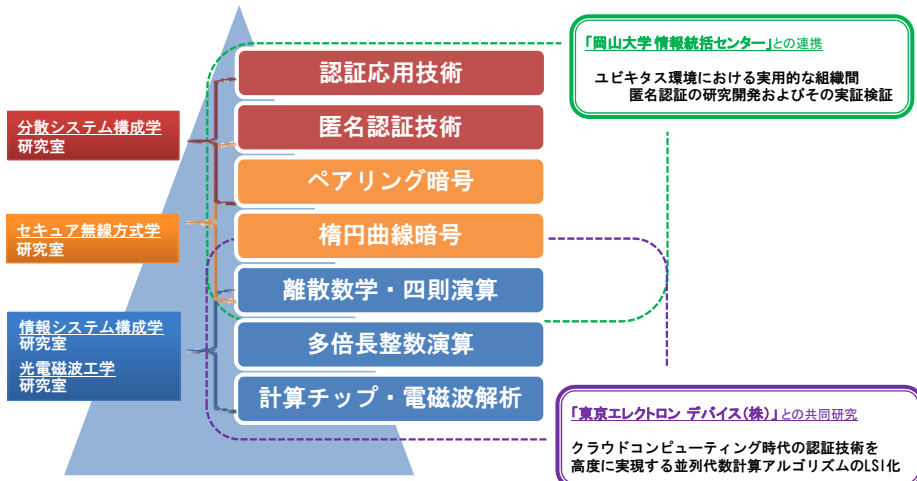 「岡山大学 情報統括センター」との連携
ユビキタス環境における実用的な組織間
匿名認証の研究開発およびその実証検証
認証応用技術
匿名認証技術
ペアリング暗号
楕円曲線暗号
離散数学・四則演算
多倍長整数演算
計算チップ・電磁波解析
分散システム構成学
研究室
セキュア無線方式学
研究室
情報システム構成学
研究室
光電磁波工学
研究室
「東京エレクトロン デバイス(株)」との共同研究
クラウドコンピューティング時代の認証技術を
高度に実現する並列代数計算アルゴリズムのLSI化